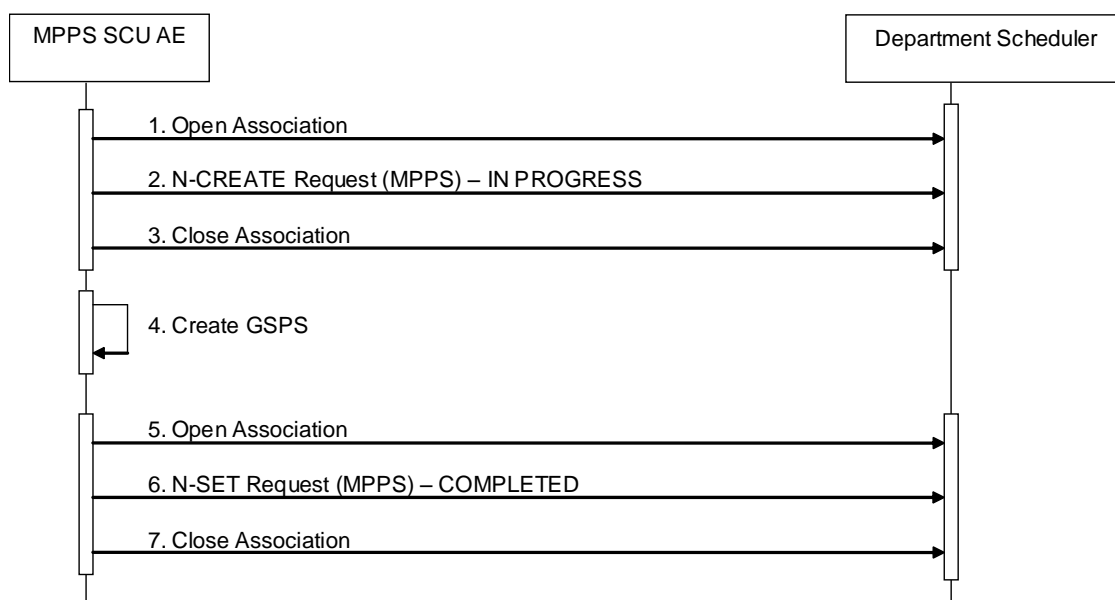 MPPS SCU AE
Department Scheduler
1. Open Association
2. N-CREATE Request (MPPS) – IN PROGRESS
3. Close Association
4. Create GSPS
5. Open Association
6. N-SET Request (MPPS) – COMPLETED
7. Close Association